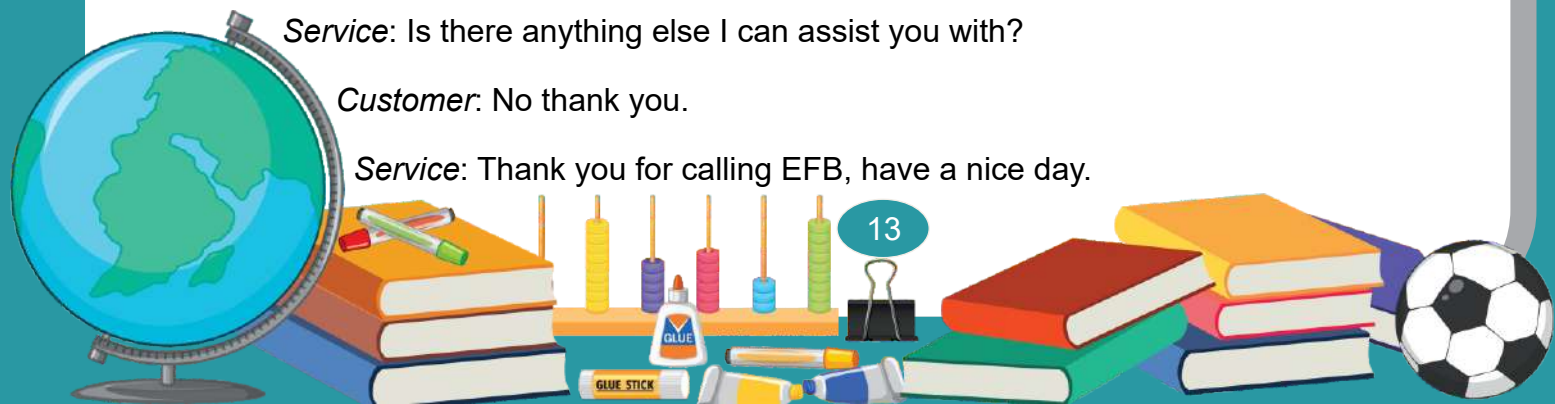 Service: Is there anything else I can assist you with?
Customer: No thank you.
Service: Thank you for calling EFB, have a nice day.
13
GLUE
GLUE STICK